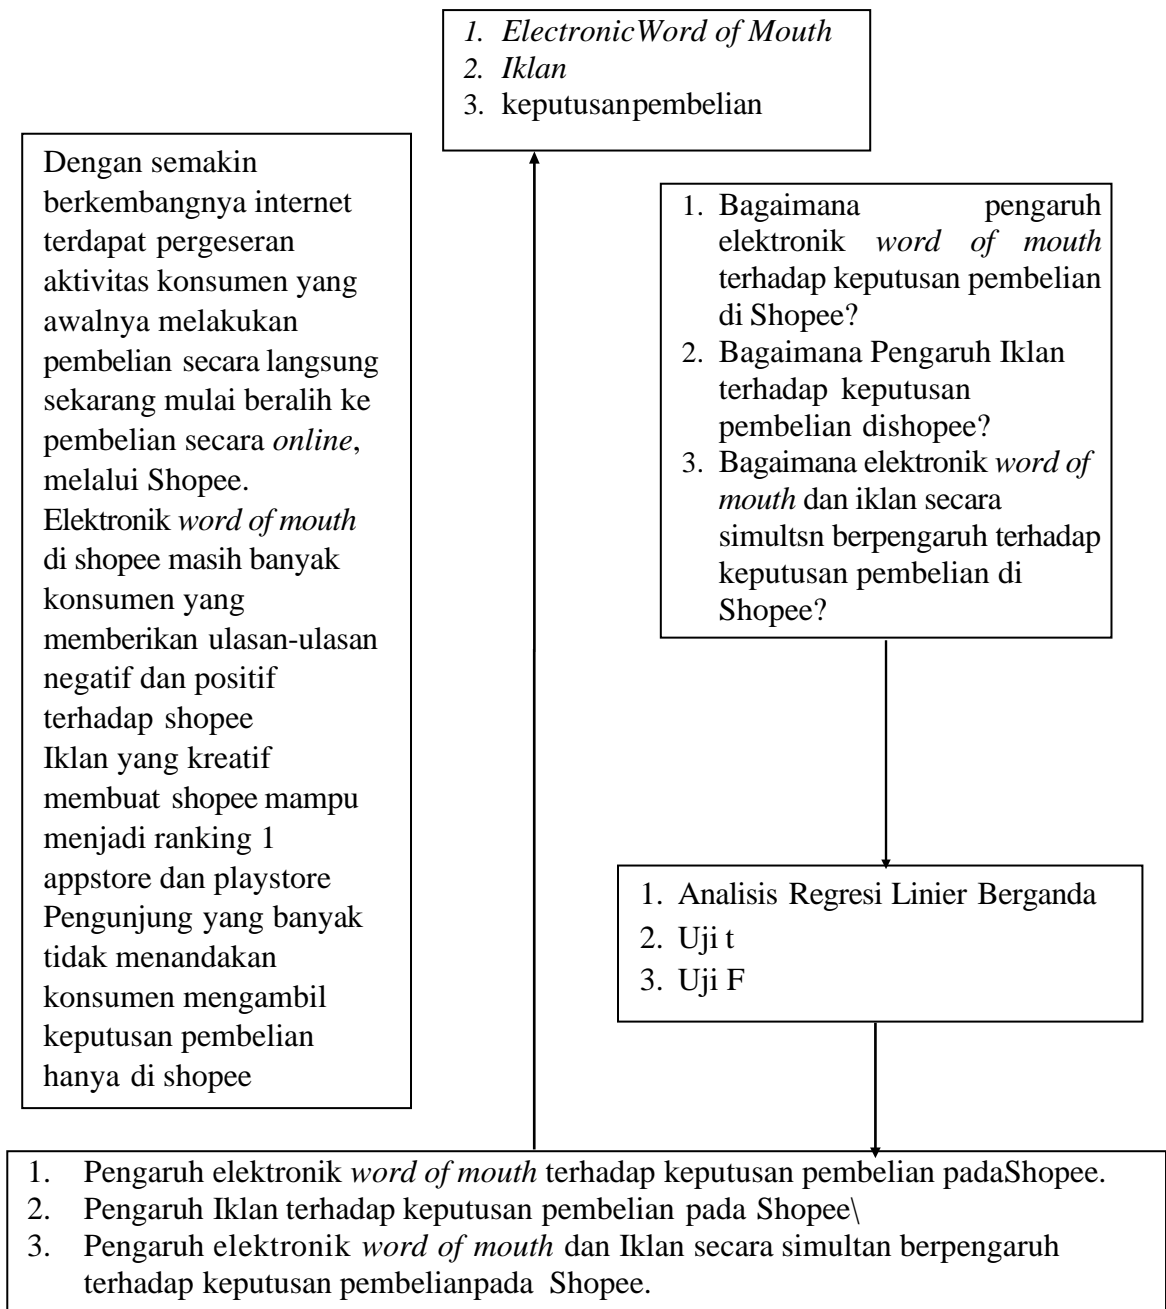 1. ElectronicWord of Mouth
2. Iklan
3. keputusanpembelian
Dengan semakin
berkembangnya internet
terdapat pergeseran
aktivitas konsumen yang
awalnya melakukan
pembelian secara langsung
sekarang mulai beralih ke
pembelian secara online,
melalui Shopee.
Elektronik word of mouth
di shopee masih banyak
konsumen yang
memberikan ulasan-ulasan
negatif dan positif
terhadap shopee
Iklan yang kreatif
membuat shopee mampu
menjadi ranking 1
appstore dan playstore
Pengunjung yang banyak
tidak menandakan
konsumen mengambil
keputusan pembelian
hanya di shopee
1. Bagaimana pengaruh
elektronik word of mouth
terhadap keputusan pembelian
di Shopee?
2. Bagaimana Pengaruh Iklan
terhadap keputusan
pembelian dishopee?
3. Bagaimana elektronik word of
mouth dan iklan secara
simultsn berpengaruh terhadap
keputusan pembelian di
Shopee?
1. Analisis Regresi Linier Berganda
2. Uji t
3. Uji F
1. Pengaruh elektronik word of mouth terhadap keputusan pembelian padaShopee.
2. Pengaruh Iklan terhadap keputusan pembelian pada Shopee\
3. Pengaruh elektronik word of mouth dan Iklan secara simultan berpengaruh
terhadap keputusan pembelianpada Shopee.